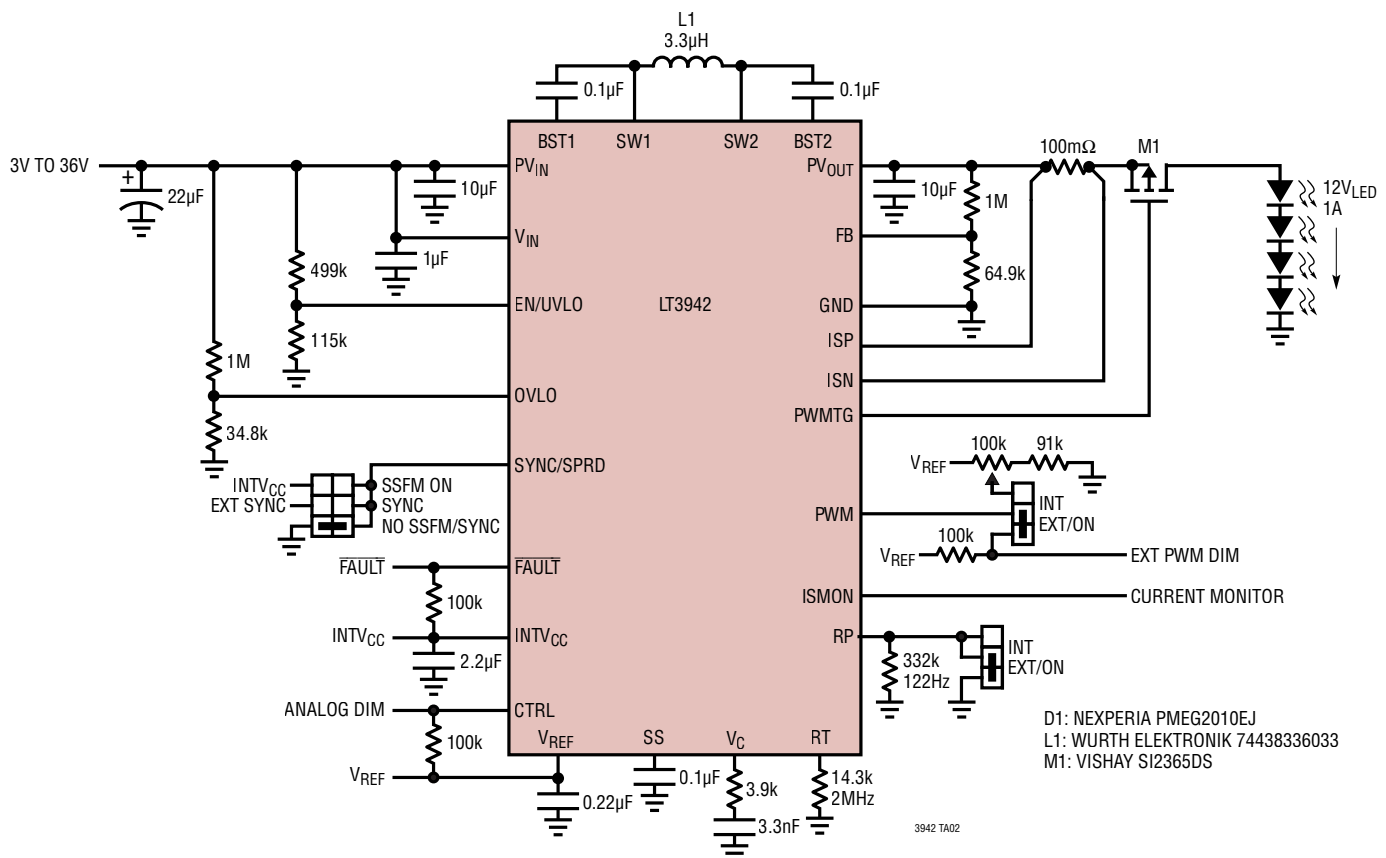 L1
3.3µH
0.1µF
0.1µF
BST1
SW1
SW2
BST2
3V TO 36V
+
22µF
PVIN
10µF
VIN
1µF
499k
EN/UVLO
115k
1M
OVLO
34.8k
LT3942
PVOUT
10µF
1M
FB
64.9k
GND
ISP
ISN
PWMTG
100mΩ
M1
12VLED
1A
INTVCC
EXT SYNC
SSFM ON
SYNC
NO SSFM/SYNC
SYNC/SPRD
FAULT
FAULT
100k
INTVCC
INTVCC
2.2µF
ANALOG DIM
CTRL
100k
VREF
VREF
0.22µF
SS
0.1µF
VC
3.9k
3.3nF
RT
14.3k
2MHz
VREF
100k
91k
INT
EXT/ON
PWM
VREF
100k
EXT PWM DIM
ISMON
CURRENT MONITOR
RP
332k
122Hz
INT
EXT/ON
D1: NEXPERIA PMEG2010EJ
L1: WURTH ELEKTRONIK 74438336033
M1: VISHAY SI2365DS
3942 TA02